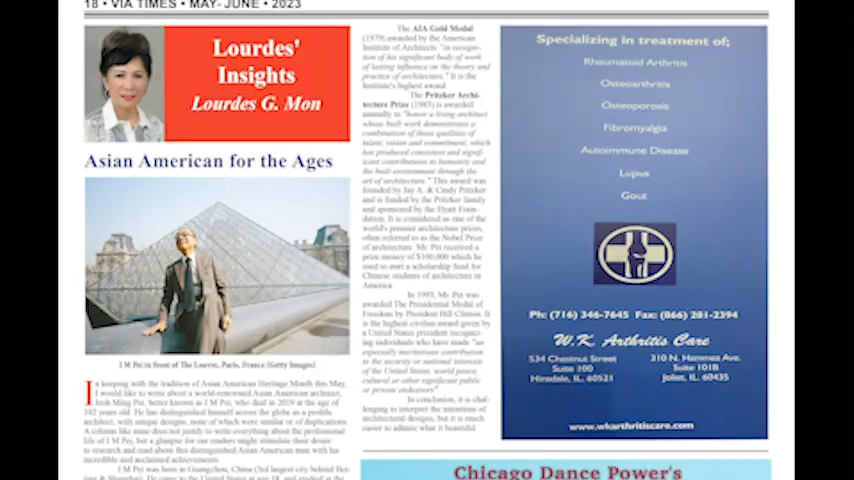 18 • VIA TIMES • MAY- JUNE • 2023
Lourdes'
Insights
Lourdes G. Mon
Asian American for the Ages
I M Pei in front of The Louvre, Paris, France (Getty Images)
In keeping with the tradition of Asian American Heritage Month this May,
I would like to write about a world-renowned Asian American architect,
Ieoh Ming Pei, better known as I M Pei, who died in 2019 at the age of
102 years old. He has distinguished himself across the globe as a prolific
architect, with unique designs, none of which were similar or of duplications.
A column like mine does not justify to write everything about the professional
life of I M Pei, but a glimpse for our readers might stimulate their desire
to research and read about this distinguished Asian American man with his
incredible and acclaimed achievements.
I M Pei was born in Guangzhou, China (3rd largest city behind Bei-
jing & Shanghai). He came to the United States at age 18, and studied at the
The AIA Gold Medal
(1979) awarded by the American
Institute of Architects "in recogni-
tion of his significant body of work
of lasting influence on the theory and
practice of architecture." It is the
Institute's highest award.
The Pritzker Archi-
tecture Prize (1983) is awarded
annually to "honor a living architect
whose built work demonstrates a
combination of those qualities of
talent, vision and commitment, which
has produced consistent and signif-
icant contributions to humanity and
the built environment through the
art of architecture." This award was
founded by Jay A. & Cindy Pritzker
and is funded by the Pritzker family
and sponsored by the Hyatt Foun-
dation. It is considered as one of the
world's premier architecture prizes,
often referred to as the Nobel Prize
of architecture. Mr. Pei received a
prize money of $100,000 which he
used to start a scholarship fund for
Chinese students of architecture in
America.
In 1993, Mr. Pei was
awarded The Presidential Medal of
Freedom by President Bill Clinton. It
is the highest civilian award given by
a United States president recogniz-
ing individuals who have made "an
especially meritorious contribution
to the security or national interests
of the United States, world peace,
cultural or other significant public
or private endeavors"
In conclusion, it is chal-
lenging to interpret the intentions of
architectural designs, but it is much
easier to admire what is beautiful
Specializing in treatment of;
Rheumatoid Arthritis
Osteoarthritis
Osteoporosis
Fibromyalgia
Autoimmune Disease
Lupus
Gout
Ph: (716) 346-7645 Fax: (866) 281-2394
W.K. Arthritis Care
534 Chestnut Street
Suite 100
Hinsdale, IL. 60521
310 N. Hammes Ave.
Suite 101B
Joliet, IL. 60435
www.wkarthritiscare.com
Chicago Dance Power's